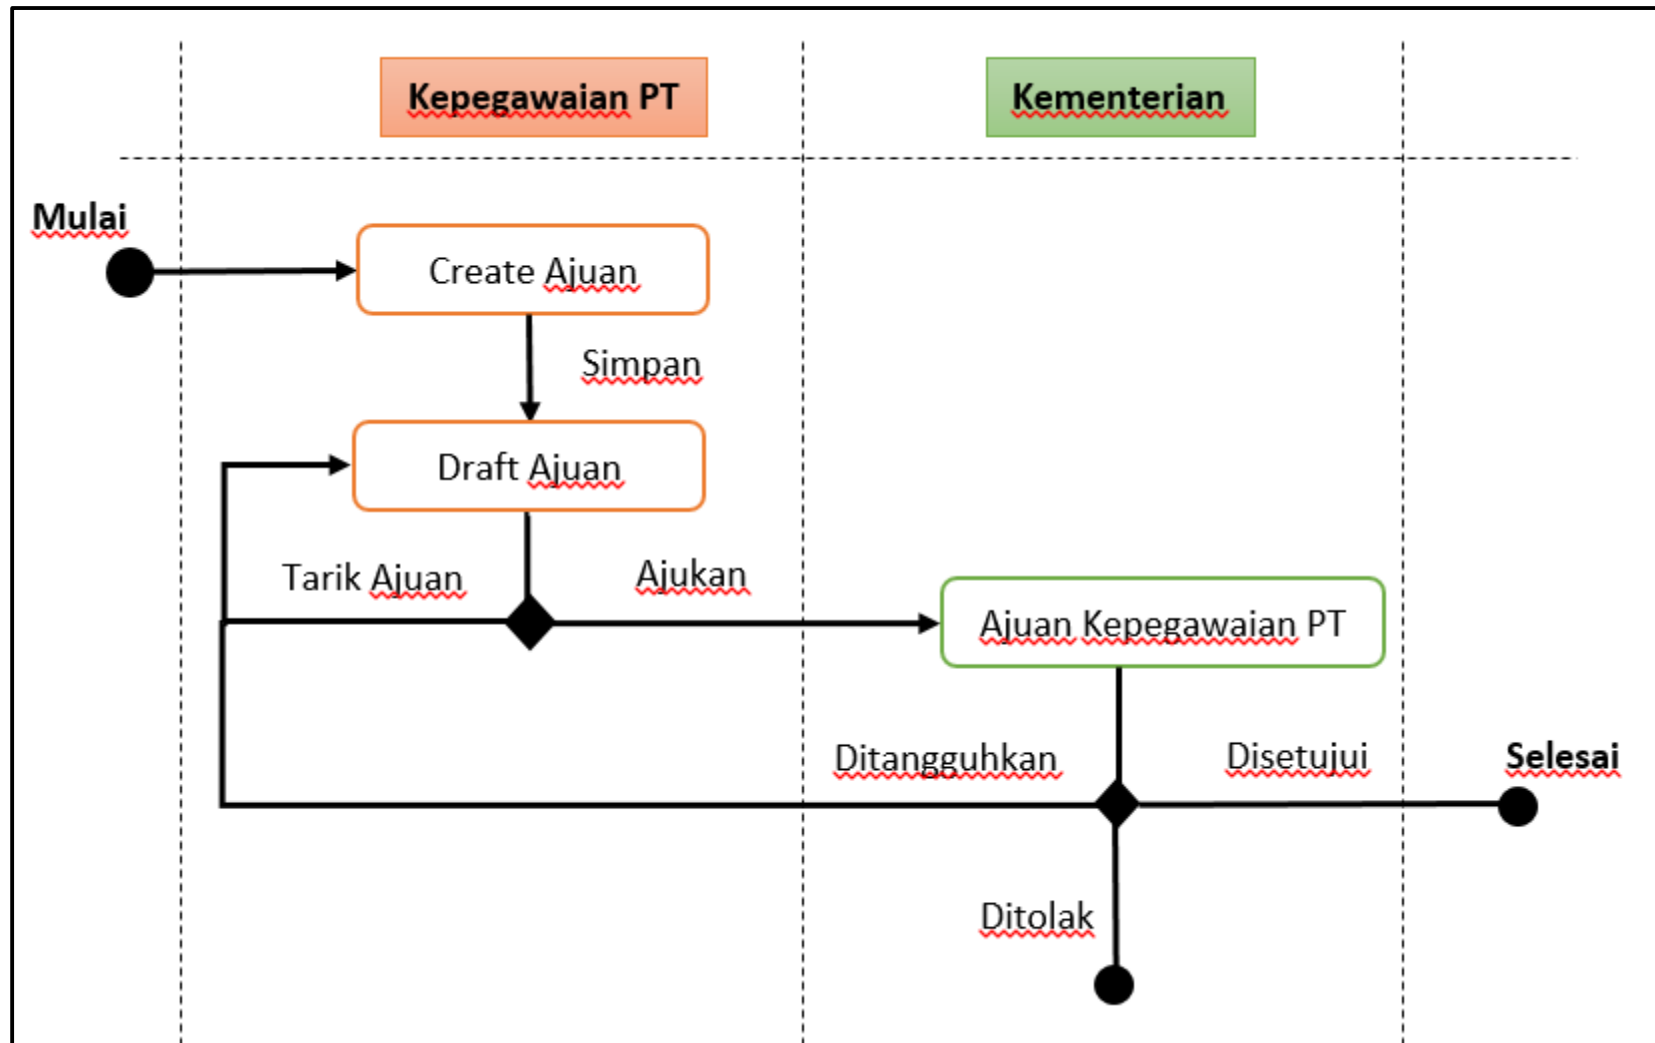 Kepegawaian PT
Kementerian
Mulai
Create Ajuan
Simpan
Draft Ajuan
Tarik Ajuan
Ajukan
Ajuan Kepegawaian PT
Ditangguhkan
Disetujui
Selesai
Ditolak